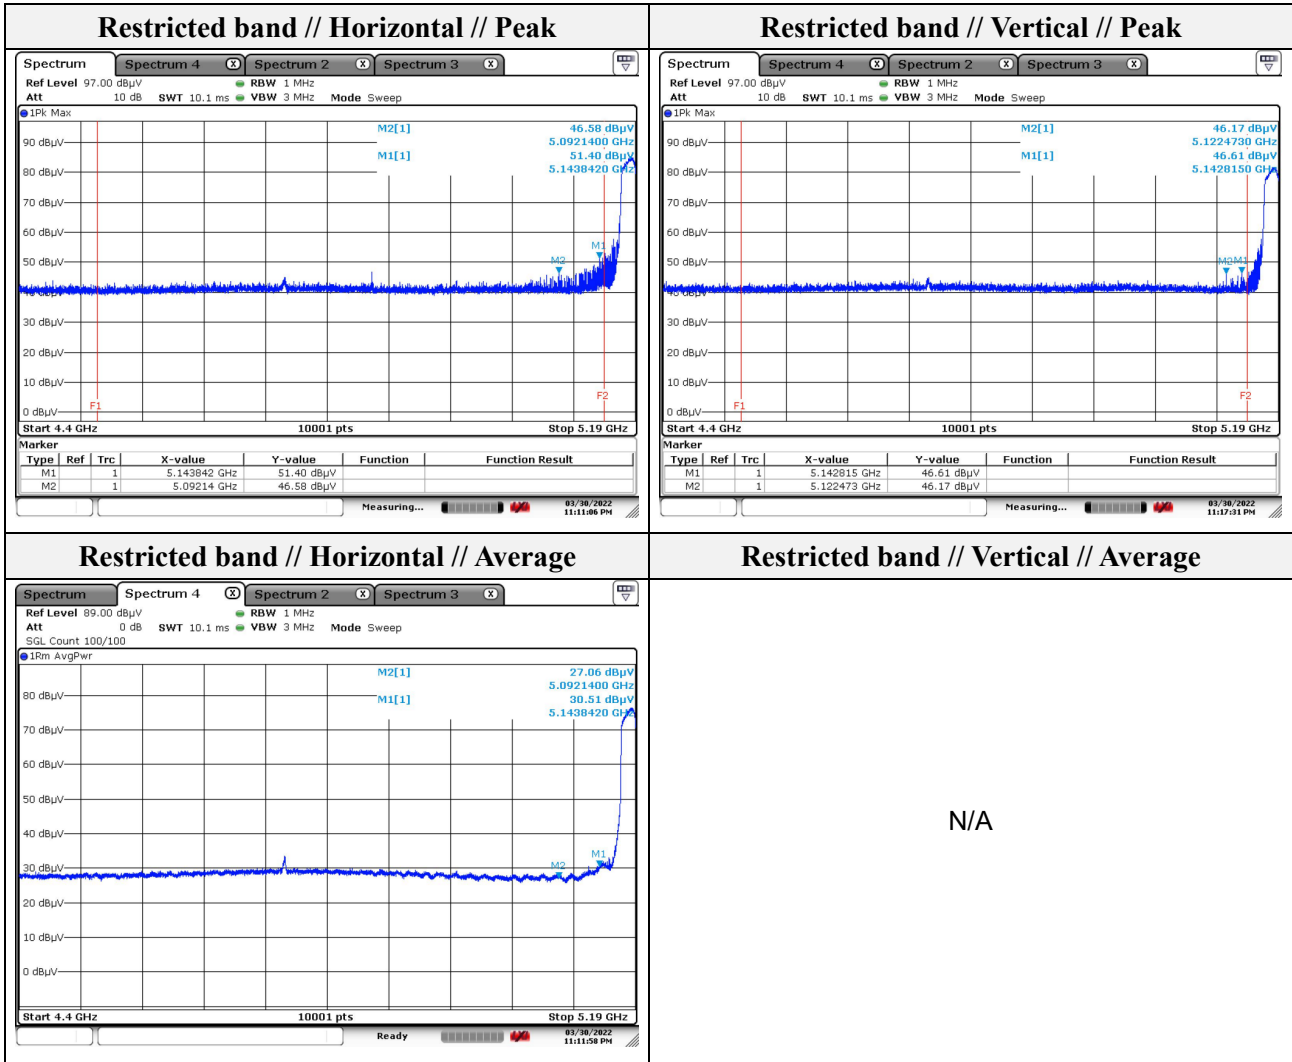 Restricted band // Horizontal // Peak
Spectrum Spectrum 4 X Spectrum 2 X Spectrum 3 X
Ref Level 97.00 dBµV RBW 1 MHz
Att 10 dB SWT 10.1 ms VBW 3 MHz Mode Sweep
1Pk Max
M2[1] 46.58 dBµV
5.0921400 GHz
M1[1] 51.40 dBµV
5.1438420 GHz
90 dBµV
80 dBµV
70 dBµV
60 dBµV
M1
50 dBµV
M2
40 dBµV
30 dBµV
20 dBµV
10 dBµV
F1
F2
0 dBµV
Start 4.4 GHz 10001 pts Stop 5.19 GHz
Marker
Type Ref Trc X-value Y-value Function Function Result
M1 1 5.143842 GHz 51.40 dBµV
M2 1 5.09214 GHz 46.58 dBµV
Measuring... 03/30/2022
11:11:06 PM
Restricted band // Vertical // Peak
Spectrum Spectrum 4 X Spectrum 2 X Spectrum 3 X
Ref Level 97.00 dBµV RBW 1 MHz
Att 10 dB SWT 10.1 ms VBW 3 MHz Mode Sweep
1Pk Max
M2[1] 46.17 dBµV
5.1224730 GHz
M1[1] 46.61 dBµV
5.1428150 GHz
90 dBµV
80 dBµV
70 dBµV
60 dBµV
50 dBµV
M2 M1
40 dBµV
30 dBµV
20 dBµV
10 dBµV
F1
F2
0 dBµV
Start 4.4 GHz 10001 pts Stop 5.19 GHz
Marker
Type Ref Trc X-value Y-value Function Function Result
M1 1 5.142815 GHz 46.61 dBµV
M2 1 5.122473 GHz 46.17 dBµV
Measuring... 03/30/2022
11:17:31 PM
Restricted band // Horizontal // Average
Spectrum Spectrum 4 X Spectrum 2 X Spectrum 3 X
Ref Level 89.00 dBµV RBW 1 MHz
Att 0 dB SWT 10.1 ms VBW 3 MHz Mode Sweep
SGL Count 100/100
1Rm AvgPwr
M2[1] 27.06 dBµV
5.0921400 GHz
M1[1] 30.51 dBµV
5.1438420 GHz
80 dBµV
70 dBµV
60 dBµV
50 dBµV
40 dBµV
M1
30 dBµV
M2
20 dBµV
10 dBµV
0 dBµV
Start 4.4 GHz 10001 pts Stop 5.19 GHz
Ready 03/30/2022
11:11:58 PM
Restricted band // Vertical // Average
N/A